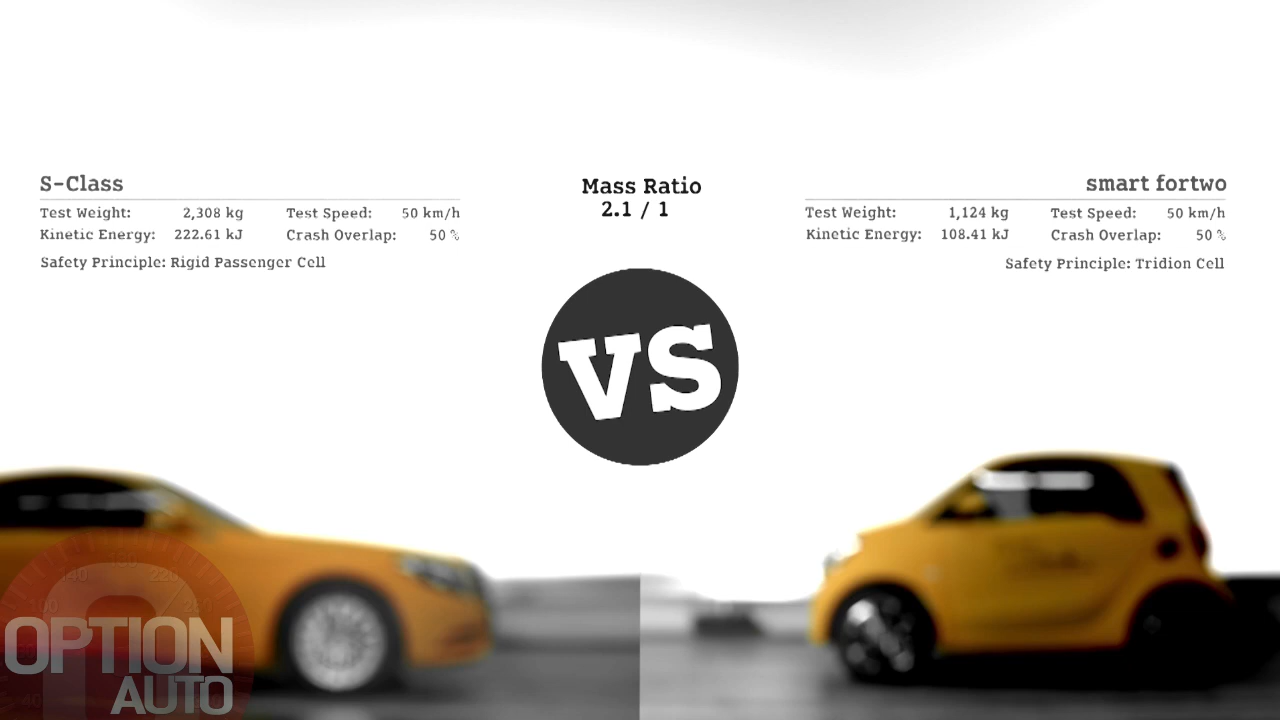 S-Class
Test Weight: 2,308 kg Test Speed: 50 km/h
Kinetic Energy: 222.61 kJ Crash Overlap: 50 %
Safety Principle: Rigid Passenger Cell
Mass Ratio
2.1 / 1
smart fortwo
Test Weight: 1,124 kg Test Speed: 50 km/h
Kinetic Energy: 108.41 kJ Crash Overlap: 50 %
Safety Principle: Tridion Cell
VS
OPTION
AUTO